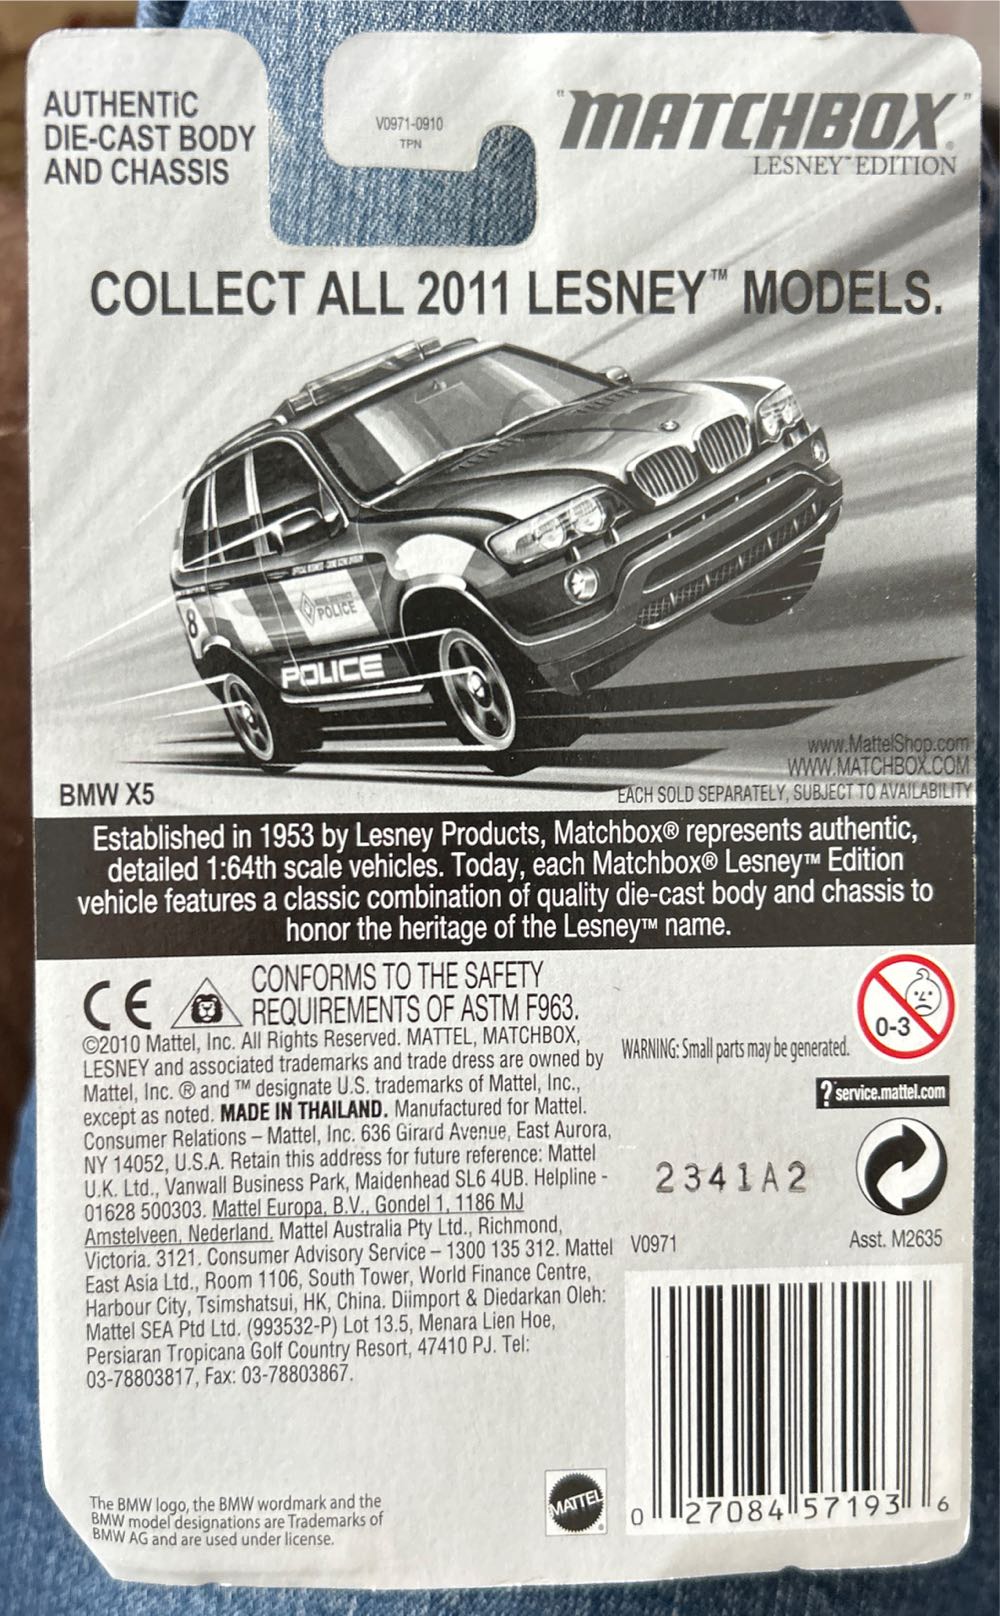 AUTHENTIC
DIE-CAST BODY
AND CHASSIS
V0971-0910
TPN
"MATCHBOX"®
LESNEY™ EDITION
COLLECT ALL 2011 LESNEY™ MODELS.
8
POLICE
POLICE
www.MattelShop.com
WWW.MATCHBOX.COM
BMW X5
EACH SOLD SEPARATELY, SUBJECT TO AVAILABILITY
Established in 1953 by Lesney Products, Matchbox® represents authentic,
detailed 1:64th scale vehicles. Today, each Matchbox® Lesney™ Edition
vehicle features a classic combination of quality die-cast body and chassis to
honor the heritage of the Lesney™ name.
CE
CONFORMS TO THE SAFETY
REQUIREMENTS OF ASTM F963.
©2010 Mattel, Inc. All Rights Reserved. MATTEL, MATCHBOX,
LESNEY and associated trademarks and trade dress are owned by
Mattel, Inc. ® and ™ designate U.S. trademarks of Mattel, Inc.,
except as noted. MADE IN THAILAND. Manufactured for Mattel.
Consumer Relations – Mattel, Inc. 636 Girard Avenue, East Aurora,
NY 14052, U.S.A. Retain this address for future reference: Mattel
U.K. Ltd., Vanwall Business Park, Maidenhead SL6 4UB. Helpline -
01628 500303. Mattel Europa, B.V., Gondel 1, 1186 MJ
Amstelveen, Nederland. Mattel Australia Pty Ltd., Richmond,
Victoria. 3121. Consumer Advisory Service – 1300 135 312. Mattel
East Asia Ltd., Room 1106, South Tower, World Finance Centre,
Harbour City, Tsimshatsui, HK, China. Diimport & Diedarkan Oleh:
Mattel SEA Ptd Ltd. (993532-P) Lot 13.5, Menara Lien Hoe,
Persiaran Tropicana Golf Country Resort, 47410 PJ. Tel:
03-78803817, Fax: 03-78803867.
0-3
WARNING: Small parts may be generated.
? service.mattel.com
2341A2
V0971
Asst. M2635
The BMW logo, the BMW wordmark and the
BMW model designations are Trademarks of
BMW AG and are used under license.
MATTEL®
0 27084 57193 6